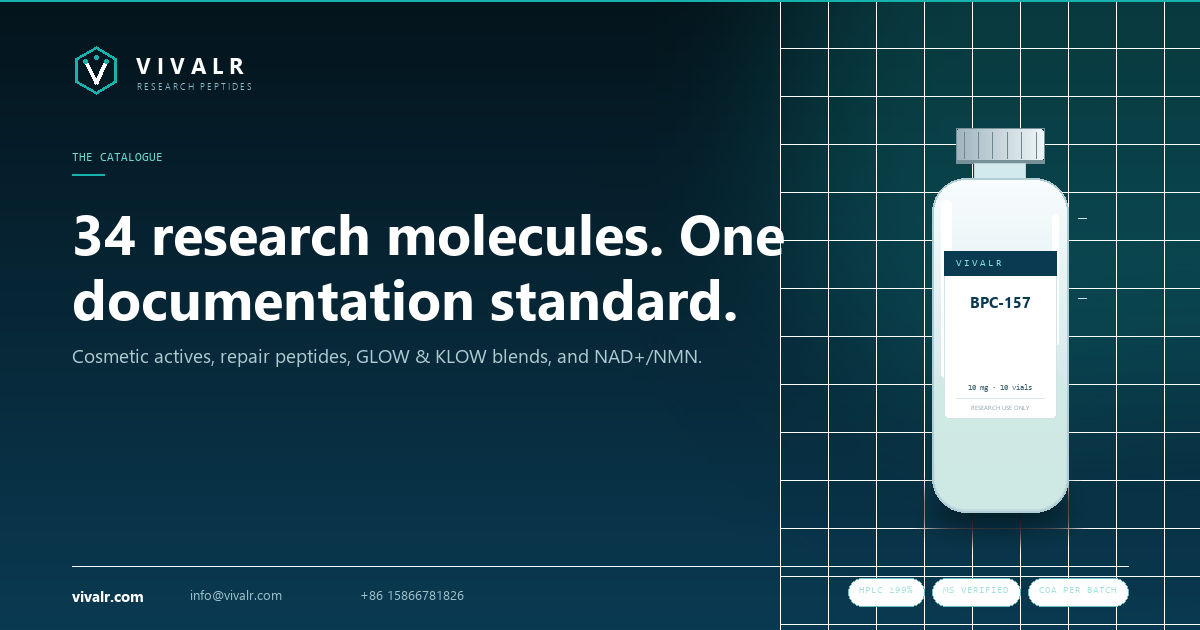 VIVALR
RESEARCH PEPTIDES
THE CATALOGUE
34 research molecules. One
documentation standard.
Cosmetic actives, repair peptides, GLOW & KLOW blends, and NAD+/NMN.
VIVALR
BPC-157
10 mg · 10 vials
RESEARCH USE ONLY
vivalr.com
info@vivalr.com
+86 15866781826
HPLC ≥99%
MS VERIFIED
COA PER BATCH